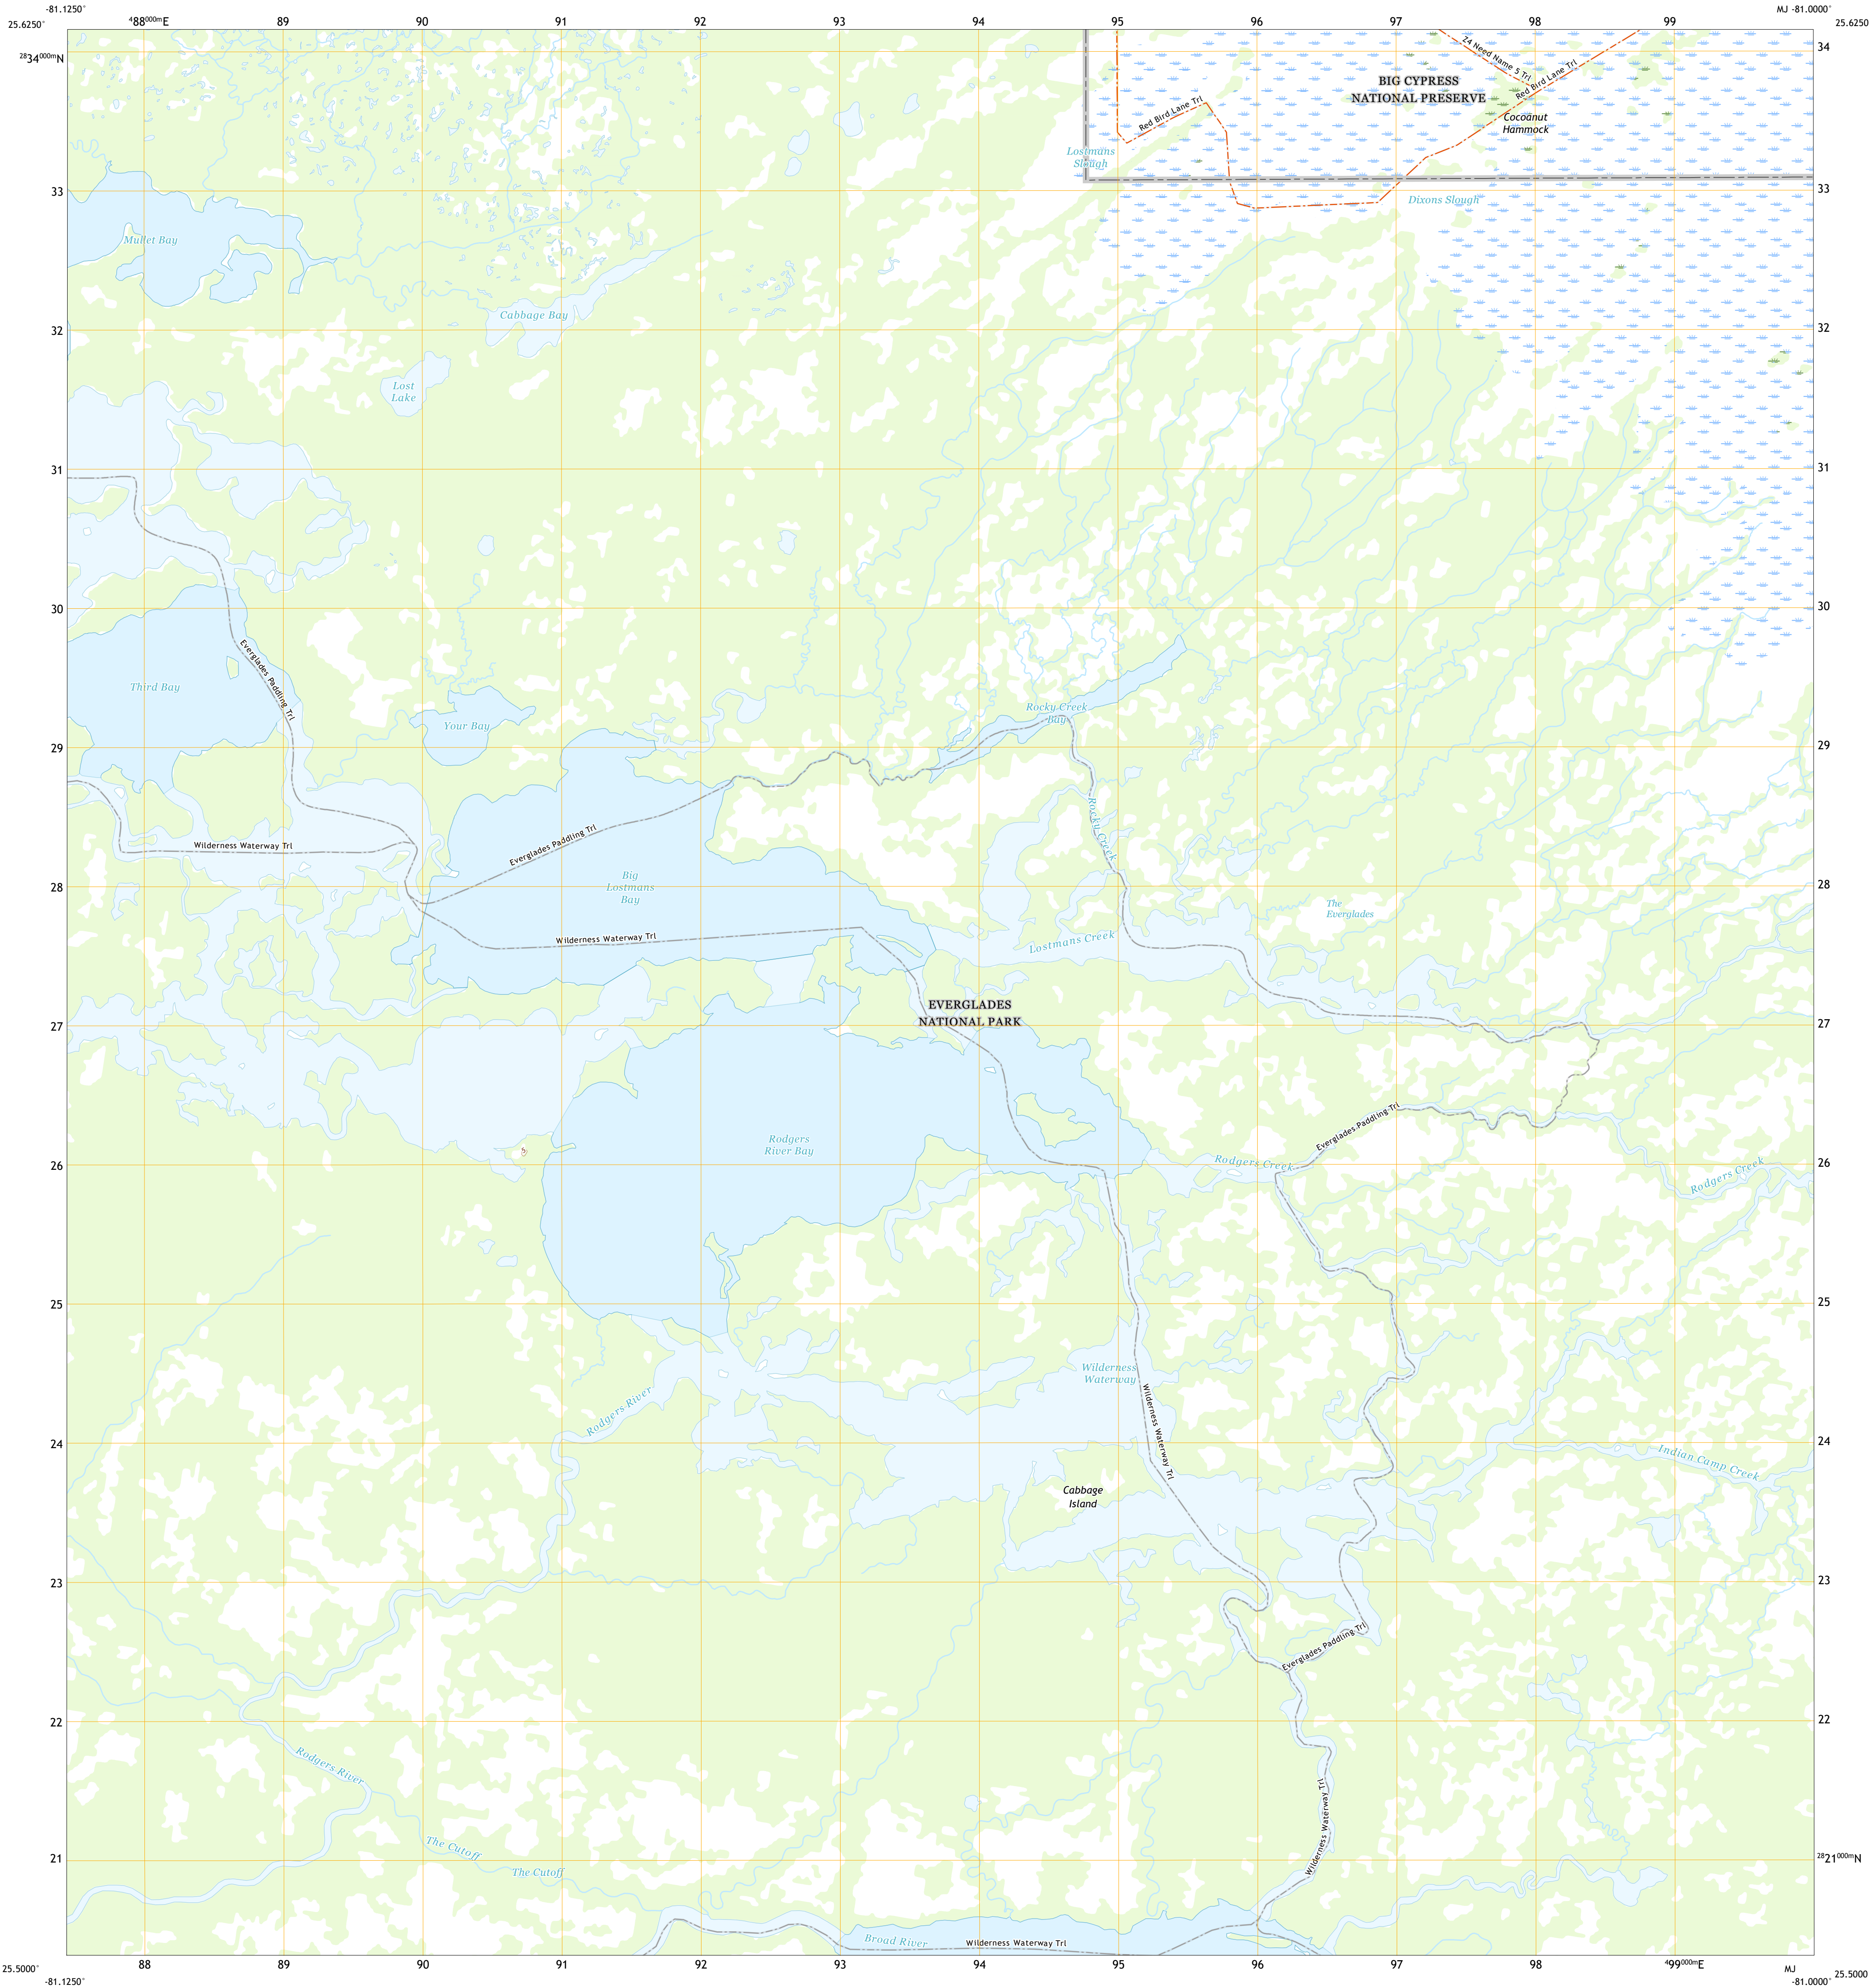 -81.1250°
25.6250°
⁴88⁰⁰⁰ᵐE
89
90
91
92
93
94
95
96
97
98
99
MJ -81.0000°
25.6250
²⁸34⁰⁰⁰ᵐN
34
Z4 Need Name 5 Trl
BIG CYPRESS
NATIONAL PRESERVE
Red Bird Lane Trl
Red Bird Lane Trl
Cocoanut
Hammock
Lostmans
Slough
33
33
Dixons Slough
Mullet Bay
Cabbage Bay
32
32
Lost
Lake
31
31
30
30
Everglades Paddling Trl
Third Bay
Your Bay
Rocky Creek
Bay
29
29
Rocky Creek
Everglades Paddling Trl
Wilderness Waterway Trl
Big
Lostmans
Bay
28
28
The
Everglades
Wilderness Waterway Trl
Lostmans Creek
EVERGLADES
NATIONAL PARK
27
27
Everglades Paddling Trl
Rodgers
River Bay
5
Rodgers Creek
Rodgers Creek
26
26
25
25
Wilderness
Waterway
Rodgers River
Wilderness Waterway Trl
24
24
Indian Camp Creek
Cabbage
Island
23
23
Everglades Paddling Trl
22
22
Rodgers River
Wilderness Waterway Trl
The Cutoff
The Cutoff
21
²⁸21⁰⁰⁰ᵐN
Broad River
Wilderness Waterway Trl
25.5000°
-81.1250°
88
89
90
91
92
93
94
95
96
97
98
⁴99⁰⁰⁰ᵐE
MJ
25.5000
-81.0000°